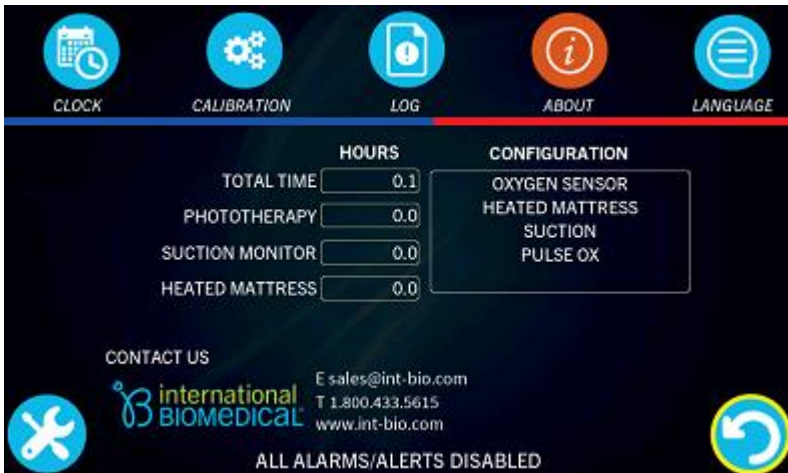 CLOCK CALIBRATION LOG ABOUT LANGUAGE
HOURS
TOTAL TIME 0.1
PHOTOTHERAPY 0.0
SUCTION MONITOR 0.0
HEATED MATTRESS 0.0
CONFIGURATION
OXYGEN SENSOR
HEATED MATTRESS
SUCTION
PULSE OX
CONTACT US
international
BIOMEDICAL
E sales@int-bio.com
T 1.800.433.5615
www.int-bio.com
ALL ALARMS/ALERTS DISABLED